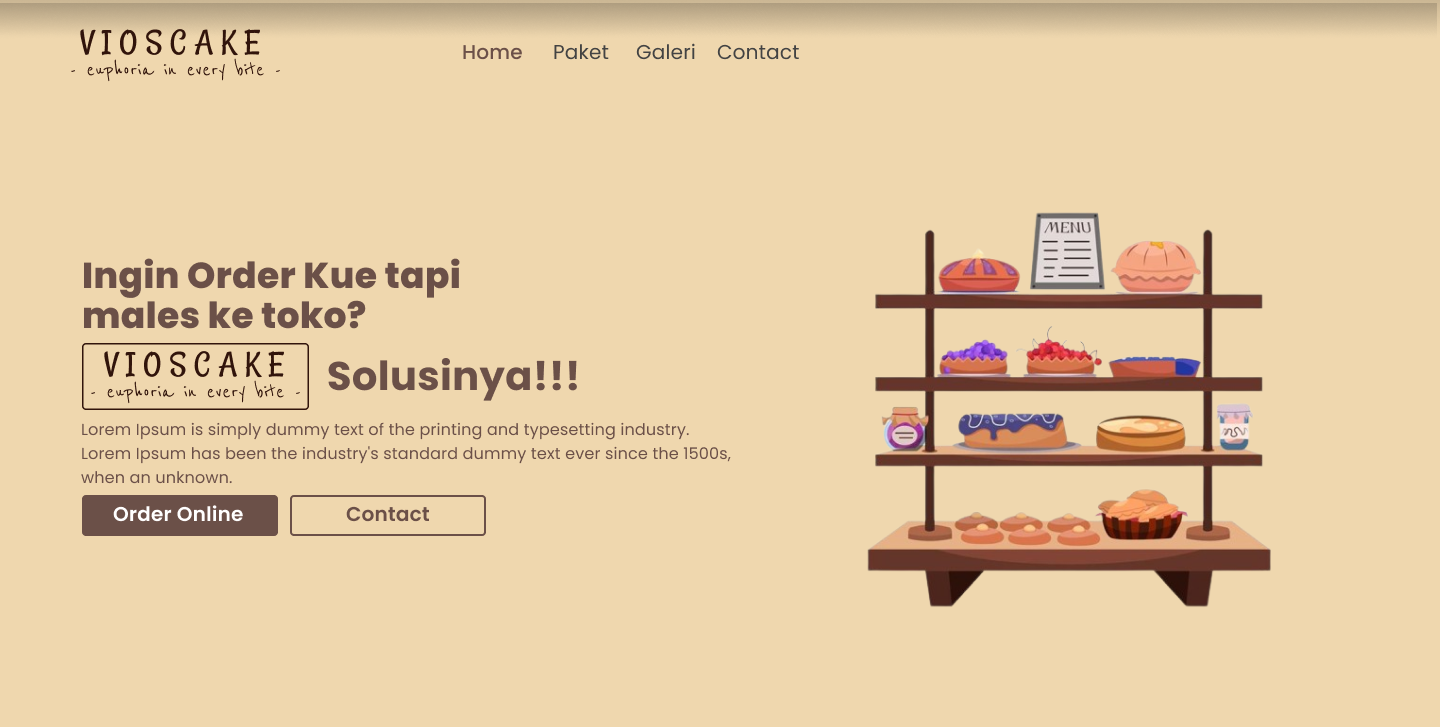 VIOSCAKE
- euphoria in every bite -
Home Paket Galeri Contact
Ingin Order Kue tapi
males ke toko?
VIOSCAKE
- euphoria in every bite -
Solusinya!!!
Lorem Ipsum is simply dummy text of the printing and typesetting industry.
Lorem Ipsum has been the industry's standard dummy text ever since the 1500s,
when an unknown.
Order Online
Contact
MENU